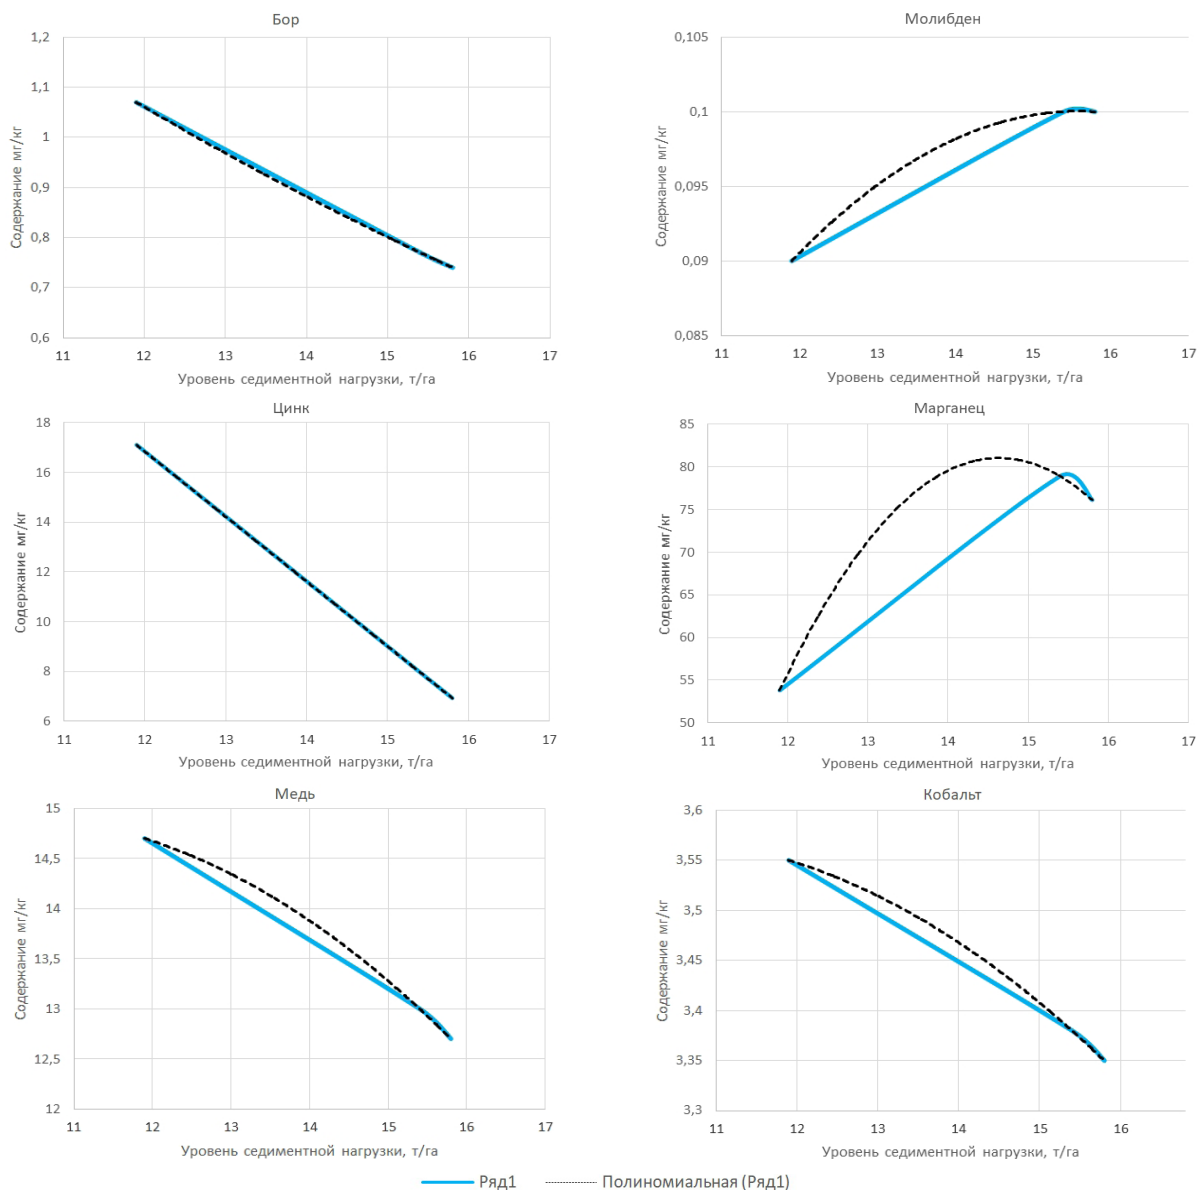 Бор
Содержание мг/кг
1,2
1,1
1
0,9
0,8
0,7
0,6
11 12 13 14 15 16 17
Уровень седиментной нагрузки, т/га
Молибден
Содержание мг/кг
0,105
0,1
0,095
0,09
0,085
11 12 13 14 15 16 17
Уровень седиментной нагрузки, т/га
Цинк
Содержание мг/кг
18
16
14
12
10
8
6
11 12 13 14 15 16 17
Уровень седиментной нагрузки, т/га
Марганец
Содержание мг/кг
85
80
75
70
65
60
55
50
11 12 13 14 15 16 17
Уровень седиментной нагрузки, т/га
Медь
Содержание мг/кг
15
14,5
14
13,5
13
12,5
12
11 12 13 14 15 16 17
Уровень седиментной нагрузки, т/га
Кобальт
Содержание мг/кг
3,6
3,55
3,5
3,45
3,4
3,35
3,3
11 12 13 14 15 16
Уровень седиментной нагрузки, т/га
Ряд1 Полиномиальная (Ряд1)